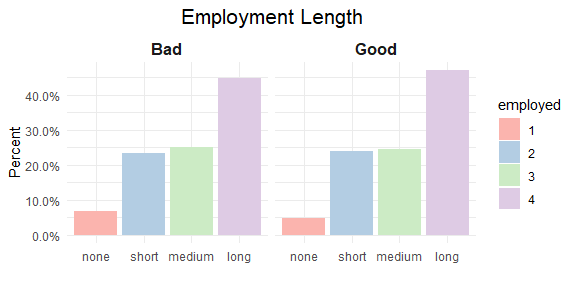 Employment Length
Bad Good
40.0%
30.0%
20.0%
10.0%
0.0%
Percent
none short medium long none short medium long
employed
1
2
3
4